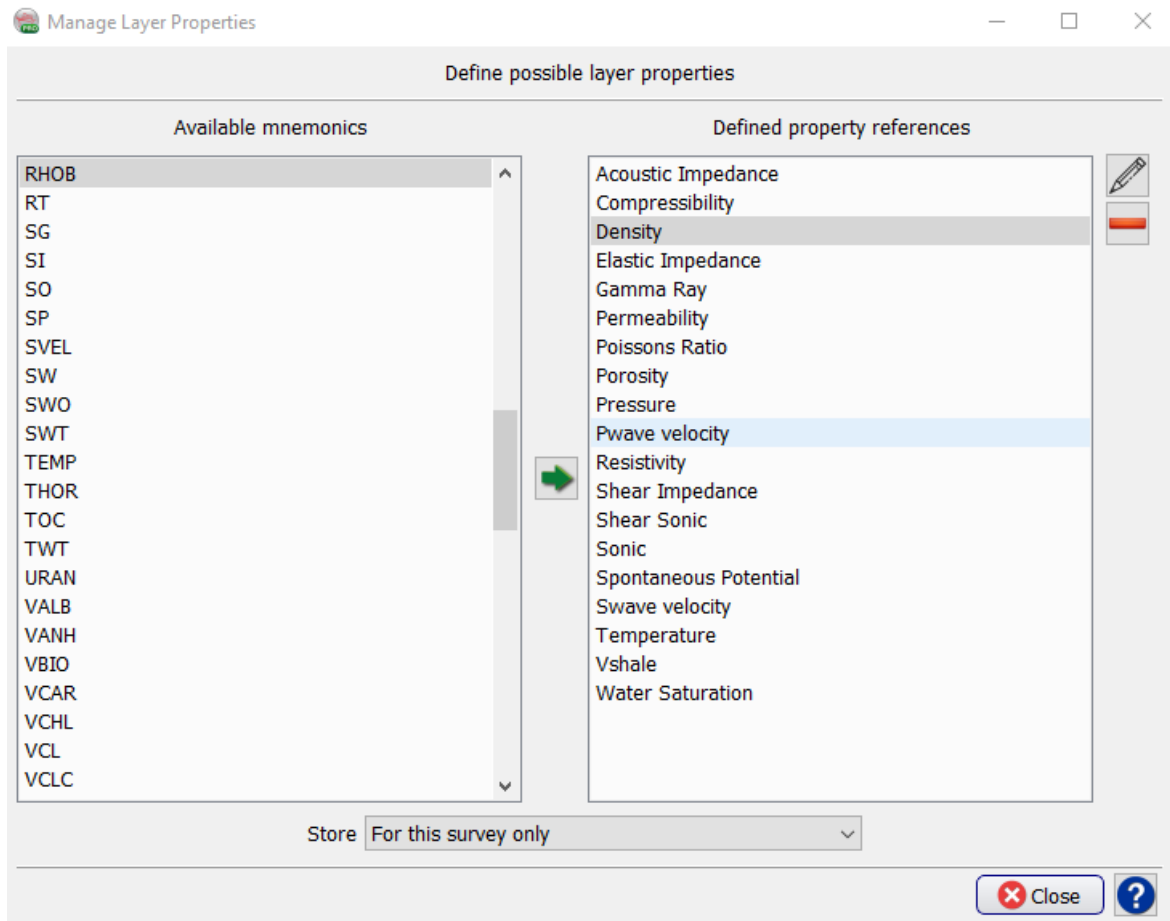 Manage Layer Properties
Define possible layer properties
Available mnemonics
RHOB
RT
SG
SI
SO
SP
SVEL
SW
SWO
SWT
TEMP
THOR
TOC
TWT
URAN
VALB
VANH
VBIO
VCAR
VCHL
VCL
VCLC
Defined property references
Acoustic Impedance
Compressibility
Density
Elastic Impedance
Gamma Ray
Permeability
Poissons Ratio
Porosity
Pressure
Pwave velocity
Resistivity
Shear Impedance
Shear Sonic
Sonic
Spontaneous Potential
Swave velocity
Temperature
Vshale
Water Saturation
Store For this survey only
Close ?